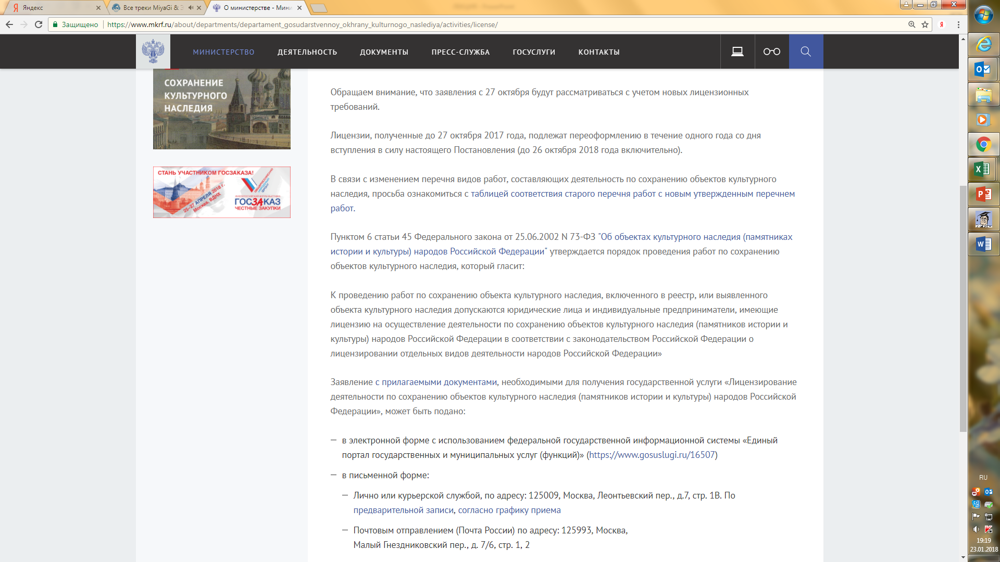 Яндекс
Все треки MiyaGi & Э
О министерстве - Мини
Защищено
https://www.mkrf.ru/about/departments/departament_gosudarstvennoy_okhrany_kulturnogo_naslediya/activities/license/
МИНИСТЕРСТВО ДЕЯТЕЛЬНОСТЬ ДОКУМЕНТЫ ПРЕСС-СЛУЖБА ГОСУСЛУГИ КОНТАКТЫ
СОХРАНЕНИЕ
КУЛЬТУРНОГО
НАСЛЕДИЯ
СТАНЬ УЧАСТНИКОМ ГОСЗАКАЗА!
25-27 АПРЕЛЯ 2018 г.
Москва, ВДНХ
ГОСЗАКАЗ
ЧЕСТНЫЕ ЗАКУПКИ
Обращаем внимание, что заявления с 27 октября будут рассматриваться с учетом новых лицензионных
требований.
Лицензии, полученные до 27 октября 2017 года, подлежат переоформлению в течение одного года со дня
вступления в силу настоящего Постановления (до 26 октября 2018 года включительно).
В связи с изменением перечня видов работ, составляющих деятельность по сохранению объектов культурного
наследия, просьба ознакомиться с таблицей соответствия старого перечня работ с новым утвержденным перечнем
работ.
Пунктом 6 статьи 45 Федерального закона от 25.06.2002 N 73-ФЗ "Об объектах культурного наследия (памятниках
истории и культуры) народов Российской Федерации" утверждается порядок проведения работ по сохранению
объектов культурного наследия, который гласит:
К проведению работ по сохранению объекта культурного наследия, включенного в реестр, или выявленного
объекта культурного наследия допускаются юридические лица и индивидуальные предприниматели, имеющие
лицензию на осуществление деятельности по сохранению объектов культурного наследия (памятников истории и
культуры) народов Российской Федерации в соответствии с законодательством Российской Федерации о
лицензировании отдельных видов деятельности народов Российской Федерации»
Заявление с прилагаемыми документами, необходимыми для получения государственной услуги «Лицензирование
деятельности по сохранению объектов культурного наследия (памятников истории и культуры) народов Российской
Федерации», может быть подано:
— в электронной форме с использованием федеральной государственной информационной системы «Единый
портал государственных и муниципальных услуг (функций)» (https://www.gosuslugi.ru/16507)
— в письменной форме:
— Лично или курьерской службой, по адресу: 125009, Москва, Леонтьевский пер., д.7, стр. 1В. По
предварительной записи, согласно графику приема
— Почтовым отправлением (Почта России) по адресу: 125993, Москва,
Малый Гнездниковский пер., д. 7/6, стр. 1, 2
RU
19:19
23.01.2018